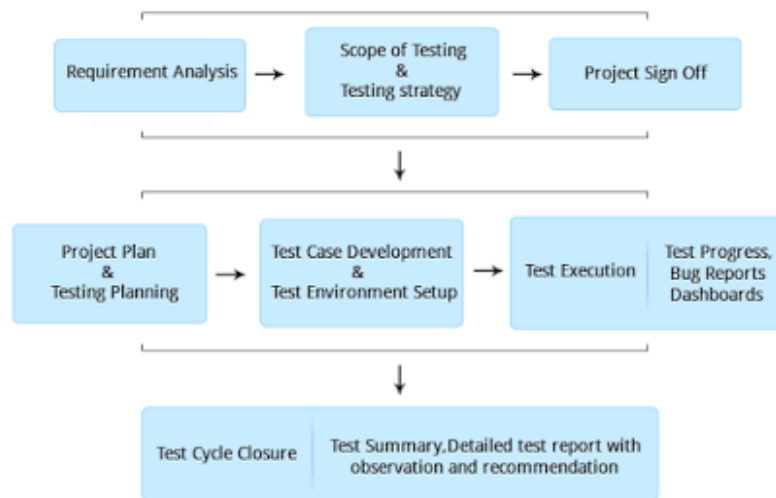 Requirement Analysis
Scope of Testing
&
Testing strategy
Project Sign Off
Project Plan
&
Testing Planning
Test Case Development
&
Test Environment Setup
Test Execution
Test Progress,
Bug Reports
Dashboards
Test Cycle Closure
Test Summary,Detailed test report with
observation and recommendation